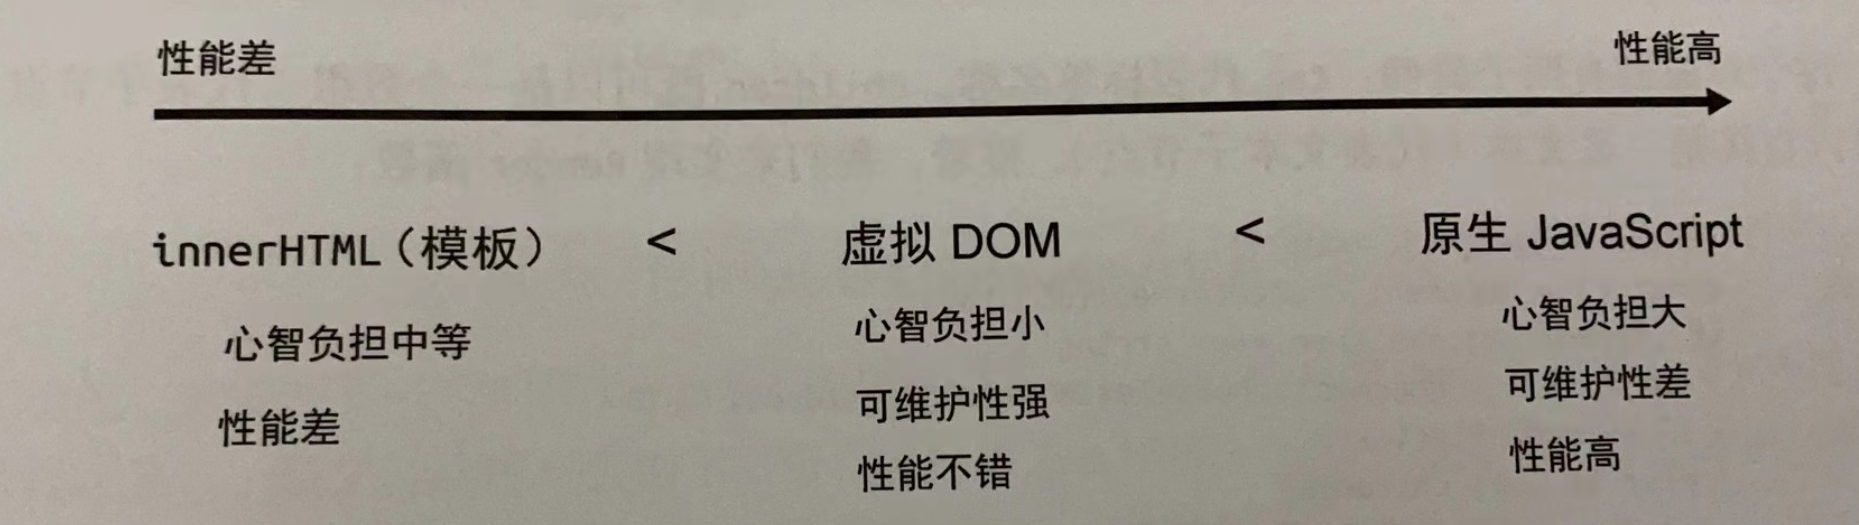 性能差 性能高
innerHTML（模板） < 虚拟 DOM < 原生 JavaScript
心智负担中等 心智负担小 心智负担大
性能差 可维护性强 可维护性差
性能不错 性能高